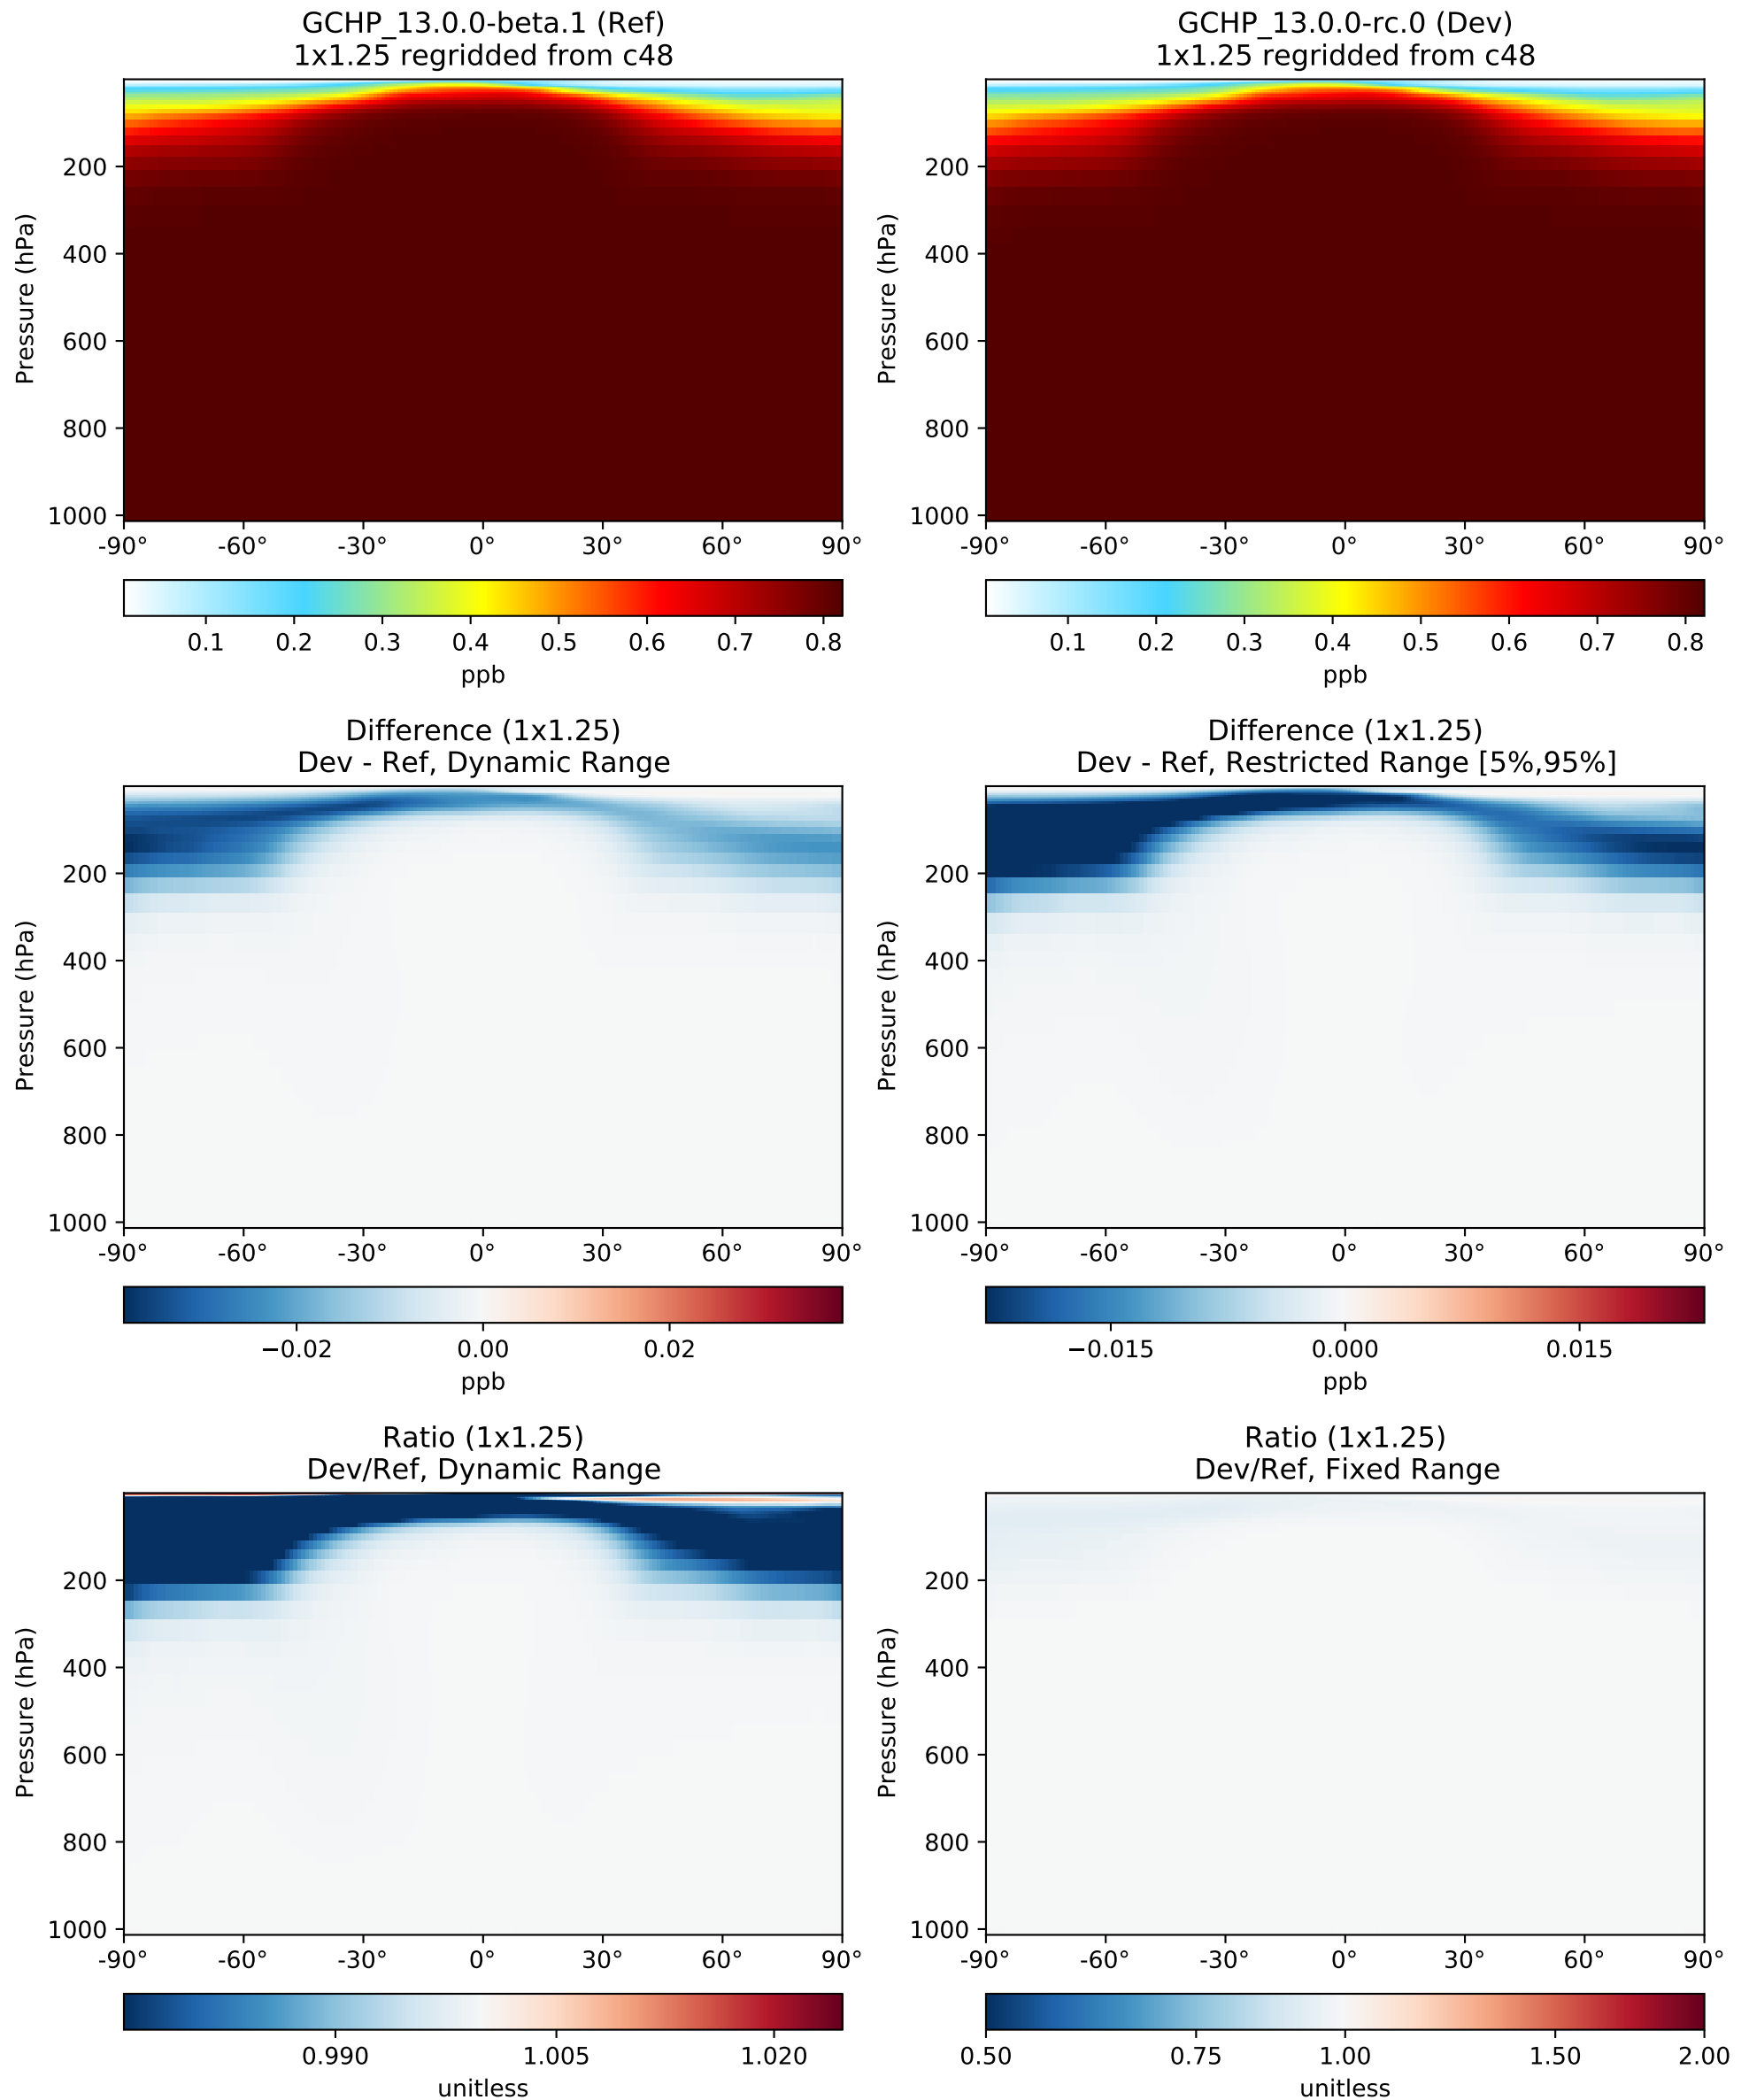 GCHP_13.0.0-beta.1 (Ref)
1x1.25 regridded from c48
Pressure (hPa)
200
400
600
800
1000
-90° -60° -30° 0° 30° 60° 90°
0.1 0.2 0.3 0.4 0.5 0.6 0.7 0.8
ppb
GCHP_13.0.0-rc.0 (Dev)
1x1.25 regridded from c48
Pressure (hPa)
200
400
600
800
1000
-90° -60° -30° 0° 30° 60° 90°
0.1 0.2 0.3 0.4 0.5 0.6 0.7 0.8
ppb
Difference (1x1.25)
Dev - Ref, Dynamic Range
Pressure (hPa)
200
400
600
800
1000
-90° -60° -30° 0° 30° 60° 90°
−0.02 0.00 0.02
ppb
Difference (1x1.25)
Dev - Ref, Restricted Range [5%,95%]
Pressure (hPa)
200
400
600
800
1000
-90° -60° -30° 0° 30° 60° 90°
−0.015 0.000 0.015
ppb
Ratio (1x1.25)
Dev/Ref, Dynamic Range
Pressure (hPa)
200
400
600
800
1000
-90° -60° -30° 0° 30° 60° 90°
0.990 1.005 1.020
unitless
Ratio (1x1.25)
Dev/Ref, Fixed Range
Pressure (hPa)
200
400
600
800
1000
-90° -60° -30° 0° 30° 60° 90°
0.50 0.75 1.00 1.50 2.00
unitless